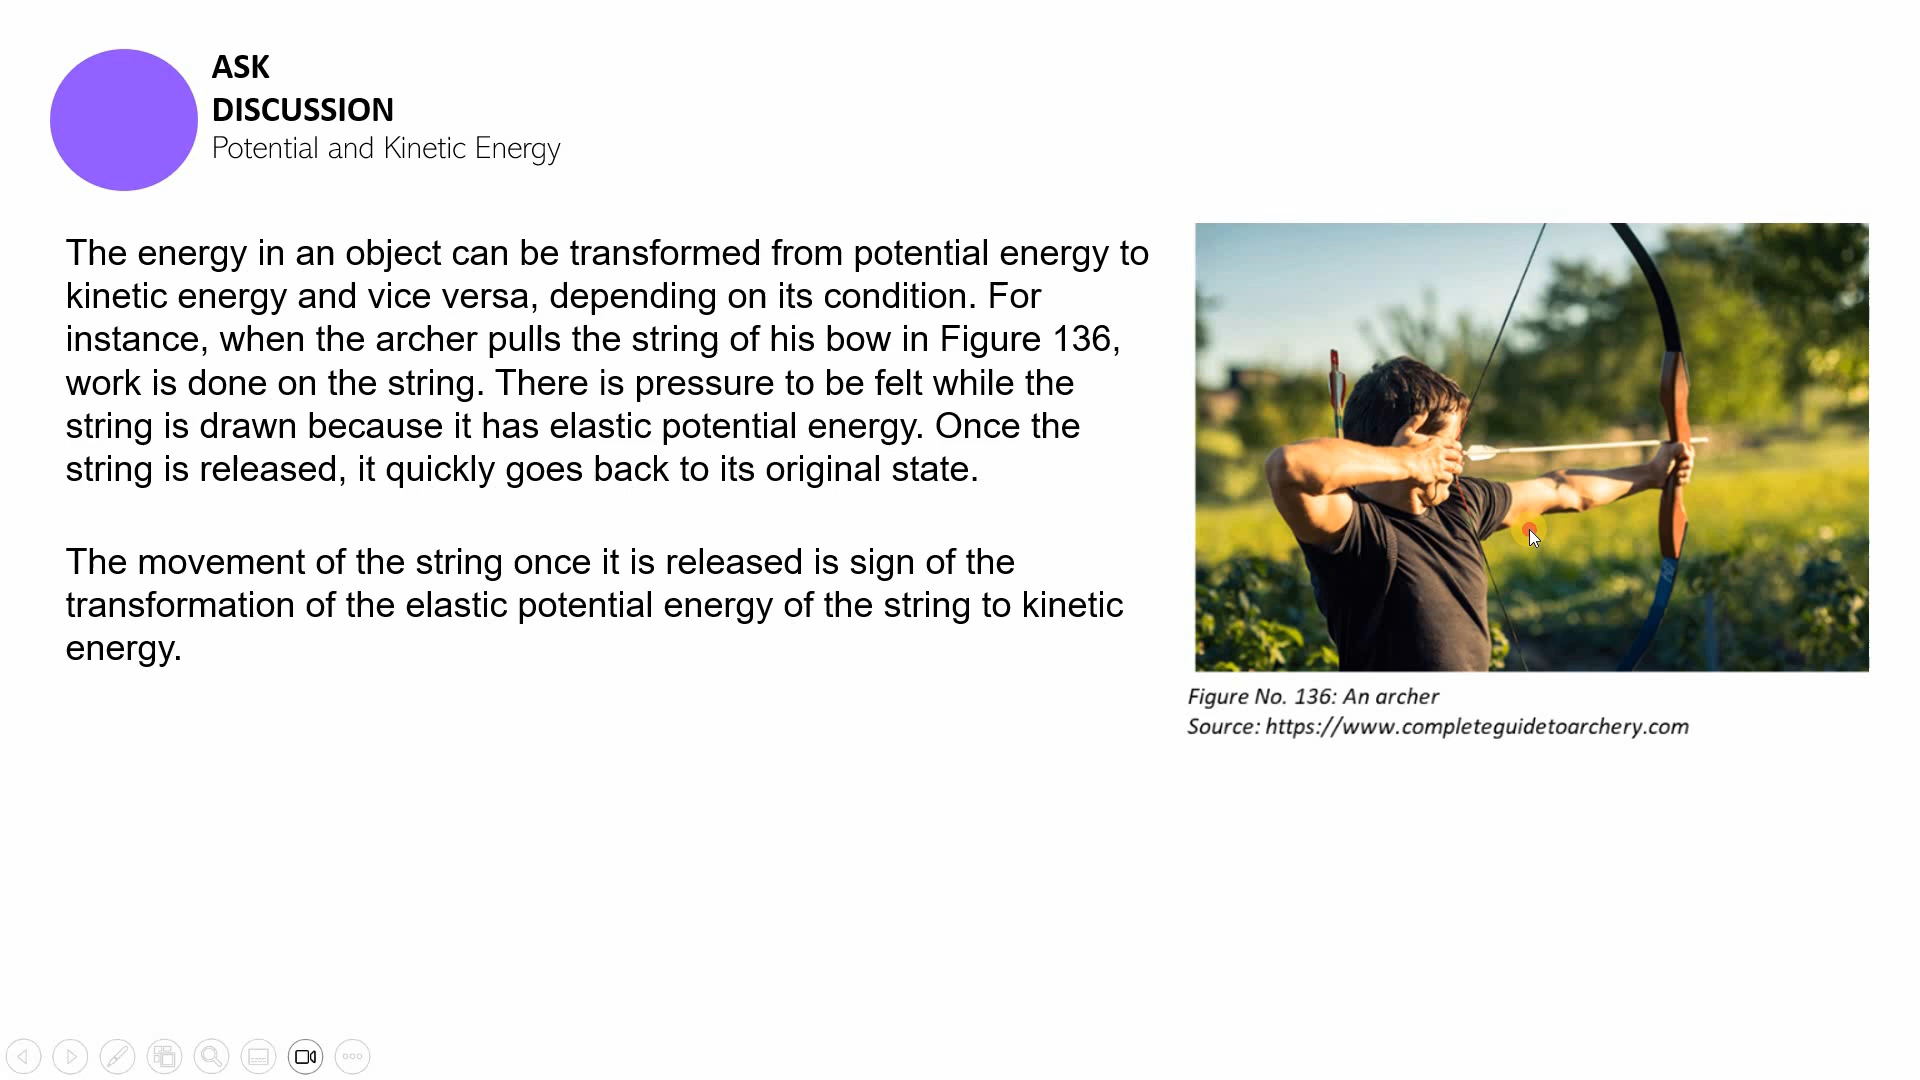 ASK
DISCUSSION
Potential and Kinetic Energy
The energy in an object can be transformed from potential energy to
kinetic energy and vice versa, depending on its condition. For
instance, when the archer pulls the string of his bow in Figure 136,
work is done on the string. There is pressure to be felt while the
string is drawn because it has elastic potential energy. Once the
string is released, it quickly goes back to its original state.
The movement of the string once it is released is sign of the
transformation of the elastic potential energy of the string to kinetic
energy.
Figure No. 136: An archer
Source: https://www.completeguidetoarchery.com